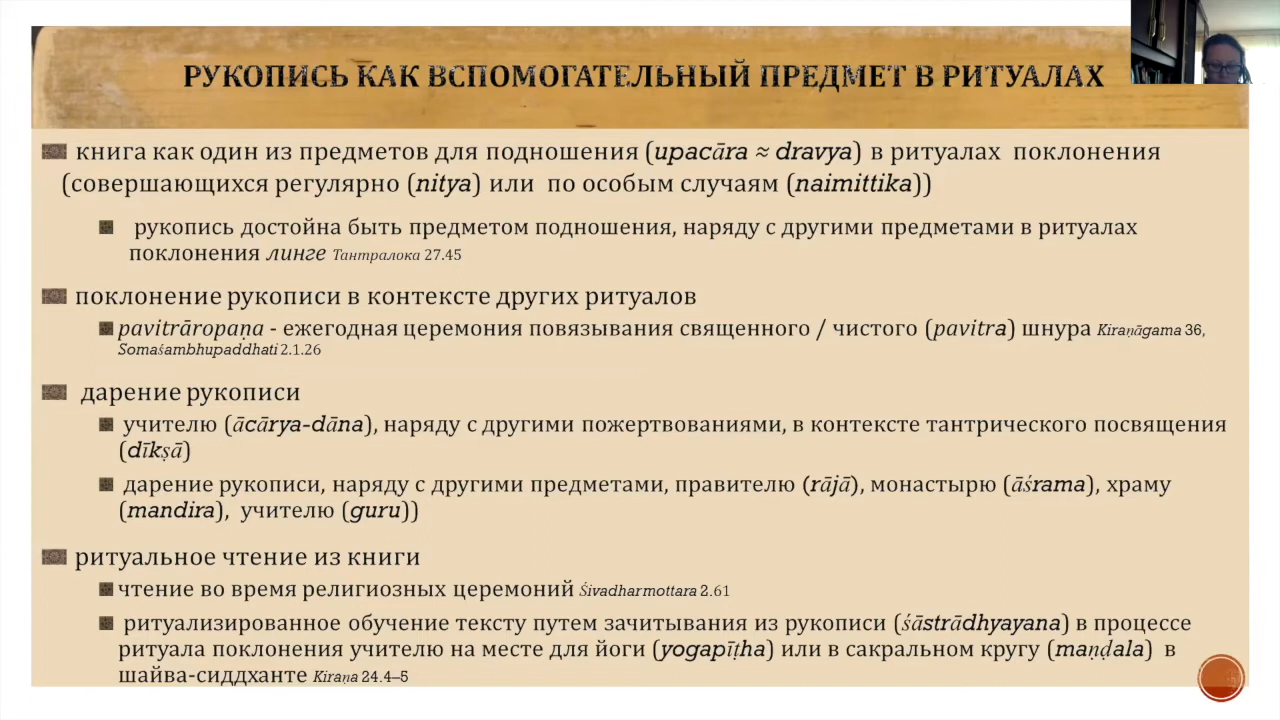 РУКОПИСЬ КАК ВСПОМОГАТЕЛЬНЫЙ ПРЕДМЕТ В РИТУАЛАХ
книга как один из предметов для подношения (upacāra ≈ dravya) в ритуалах поклонения
(совершающихся регулярно (nitya) или по особым случаям (naimittika))
рукопись достойна быть предметом подношения, наряду с другими предметами в ритуалах
поклонения линге Тантралока 27.45
поклонение рукописи в контексте других ритуалов
pavitrāropaṇa - ежегодная церемония повязывания священного / чистого (pavitra) шнура Kiraṇāgama 36,
Somaśambhupaddhati 2.1.26
дарение рукописи
учителю (ācārya-dāna), наряду с другими пожертвованиями, в контексте тантрического посвящения
(dīkṣā)
дарение рукописи, наряду с другими предметами, правителю (rājā), монастырю (āśrama), храму
(mandira), учителю (guru))
ритуальное чтение из книги
чтение во время религиозных церемоний Śivadharmottara 2.61
ритуализированное обучение тексту путем зачитывания из рукописи (śāstrādhyayana) в процессе
ритуала поклонения учителю на месте для йоги (yogapīṭha) или в сакральном кругу (maṇḍala) в
шайва-сиддханте Kiraṇa 24.4–5